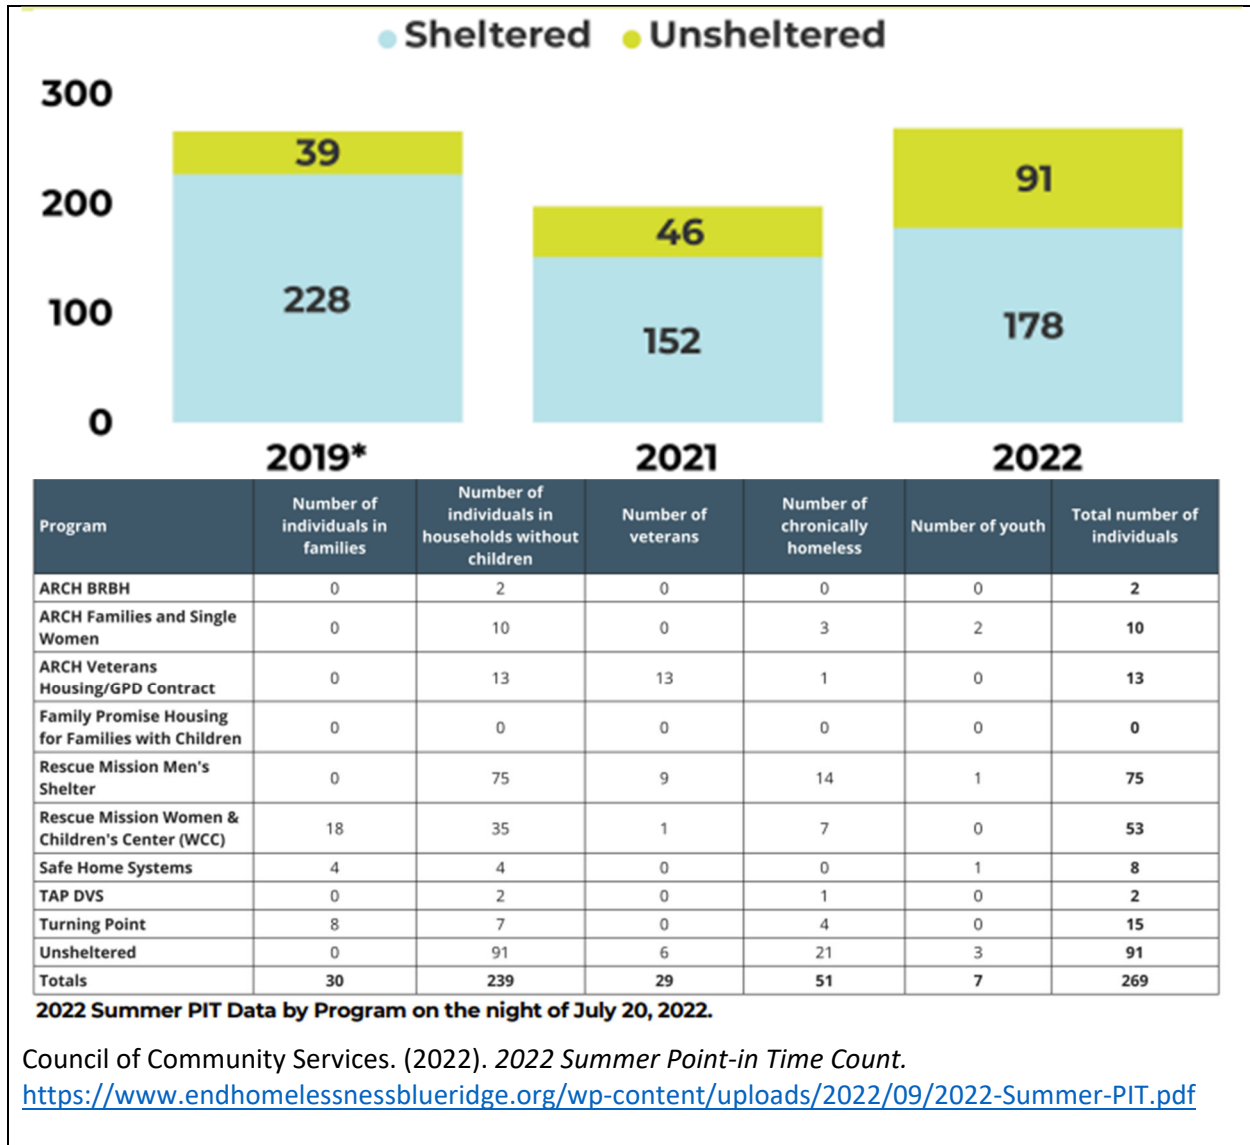 Sheltered Unsheltered
300
200
100
0
39
228
46
152
91
178
2019* 2021 2022
Program
Number of
individuals in
families
Number of
individuals in
households without
children
Number of
veterans
Number of
chronically
homeless
Number of youth
Total number of
individuals
ARCH BRBH 0 2 0 0 0 2
ARCH Families and Single
Women
0 10 0 3 2 10
ARCH Veterans
Housing/GPD Contract
0 13 13 1 0 13
Family Promise Housing
for Families with Children
0 0 0 0 0 0
Rescue Mission Men's
Shelter
0 75 9 14 1 75
Rescue Mission Women &
Children's Center (WCC)
18 35 1 7 0 53
Safe Home Systems 4 4 0 0 1 8
TAP DVS 0 2 0 1 0 2
Turning Point 8 7 0 4 0 15
Unsheltered 0 91 6 21 3 91
Totals 30 239 29 51 7 269
2022 Summer PIT Data by Program on the night of July 20, 2022.
Council of Community Services. (2022). 2022 Summer Point-in Time Count.
https://www.endhomelessnessblueridge.org/wp-content/uploads/2022/09/2022-Summer-PIT.pdf